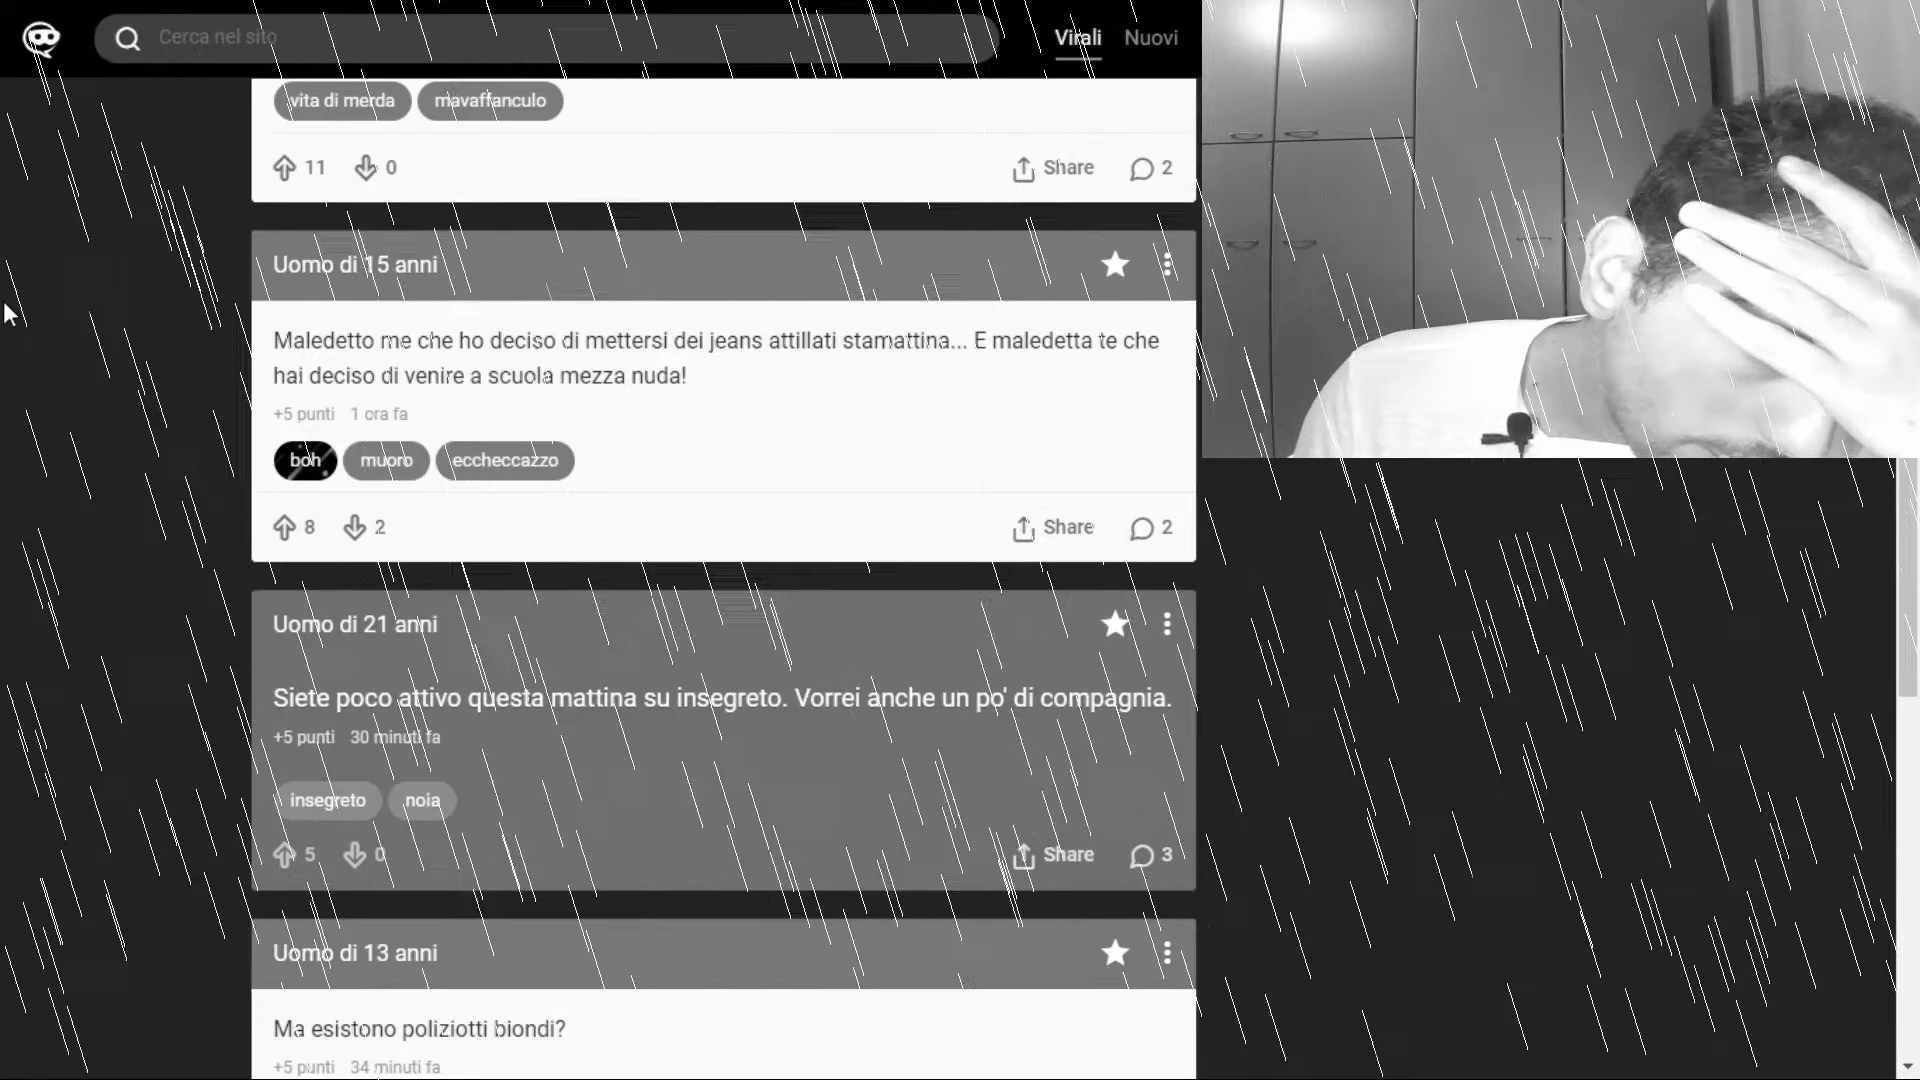 Cerca nel sito
Virali
Nuovi
vita di merda
mavaffanculo
11
0
Share
2
Uomo di 15 anni
Maledetto me che ho deciso di mettersi dei jeans attillati stamattina... E maledetta te che
hai deciso di venire a scuola mezza nuda!
+5 punti 1 ora fa
boh
muoro
eccheccazzo
8
2
Share
2
Uomo di 21 anni
Siete poco attivo questa mattina su insegreto. Vorrei anche un po' di compagnia.
+5 punti 30 minuti fa
insegreto
noia
5
0
Share
3
Uomo di 13 anni
Ma esistono poliziotti biondi?
+5 punti 34 minuti fa